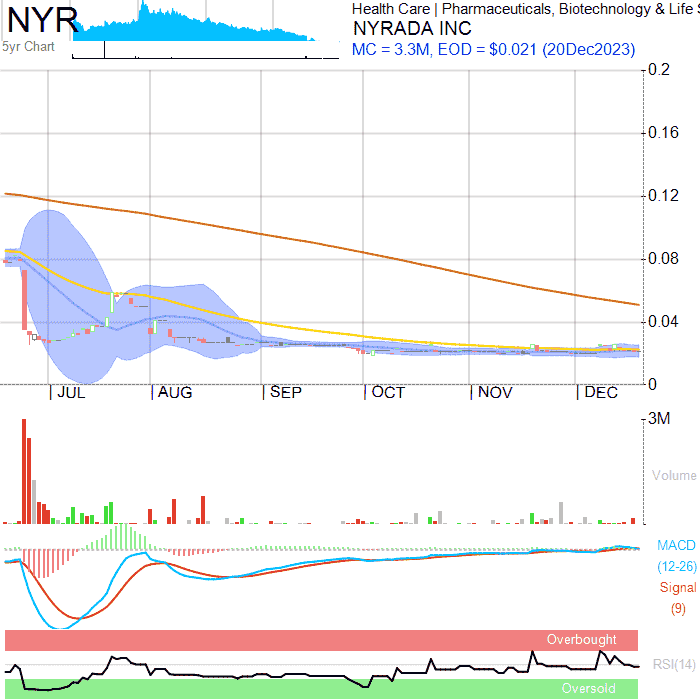 NYR
5yr Chart
Health Care | Pharmaceuticals, Biotechnology & Life S
NYRADA INC
MC = 3.3M, EOD = $0.021 (20Dec2023)
0.2
0.16
0.12
0.08
0.04
0
JUL
AUG
SEP
OCT
NOV
DEC
3M
Volume
MACD
(12-26)
Signal
(9)
Overbought
RSI(14)
Oversold